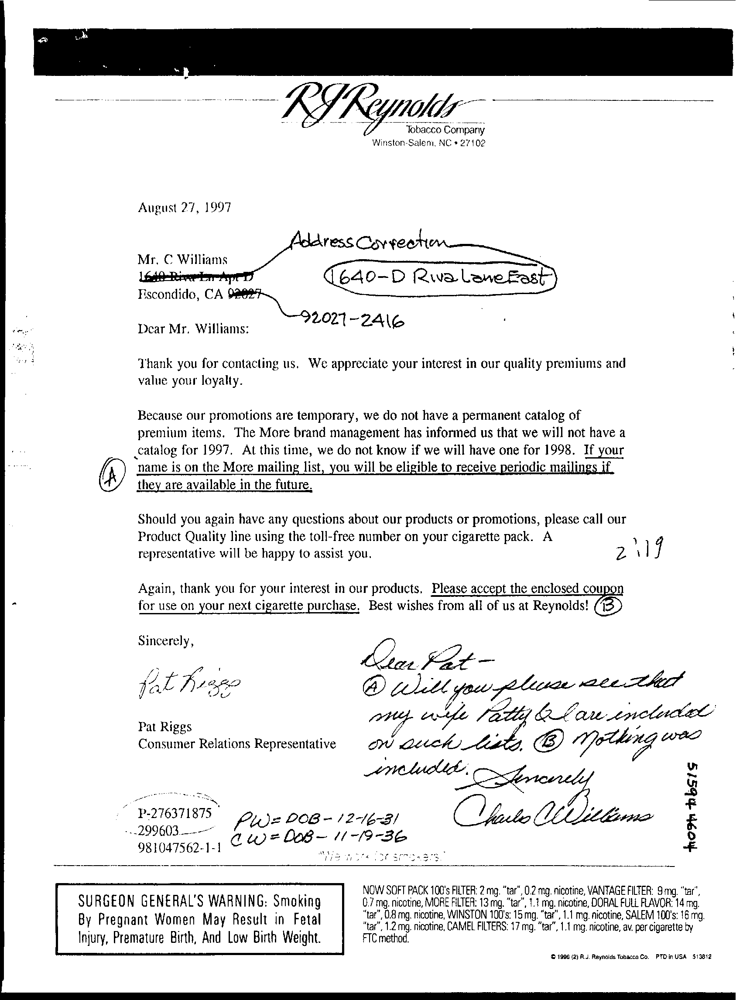 RJReynolds
Tobacco Company
Winston-Salem, NC • 27102
August 27, 1997
Address Correction
Mr. C Williams
1640 Riva Ln Apt D
1640-D Riva Lane East
Escondido, CA 92027
92027-2416
Dear Mr. Williams:
Thank you for contacting us. We appreciate your interest in our quality premiums and
value your loyalty.
Because our promotions are temporary, we do not have a permanent catalog of
premium items. The More brand management has informed us that we will not have a
catalog for 1997. At this time, we do not know if we will have one for 1998. If your
name is on the More mailing list, you will be eligible to receive periodic mailings if
A
they are available in the future.
Should you again have any questions about our products or promotions, please call our
Product Quality line using the toll-free number on your cigarette pack. A
representative will be happy to assist you.
Again, thank you for your interest in our products. Please accept the enclosed coupon
for use on your next cigarette purchase. Best wishes from all of us at Reynolds! B
Sincerely,
Pat Riggs
Pat Riggs
Consumer Relations Representative
Dear Pat -
A Will you please see that
my wife Patty & I are included
on such lists. B Nothing was
included. Sincerely
Charles C Williams
P-276371875
299603
981047562-1-1
PW = DOB - 12-16-31
CW = DOB - 11-19-36
"We work for smokers."
51594 4604
SURGEON GENERAL'S WARNING: Smoking
By Pregnant Women May Result in Fetal
Injury, Premature Birth, And Low Birth Weight.
NOW SOFT PACK 100's FILTER: 2 mg. "tar", 0.2 mg. nicotine, VANTAGE FILTER: 9 mg. "tar",
0.7 mg. nicotine, MORE FILTER: 13 mg. "tar", 1.1 mg. nicotine, DORAL FULL FLAVOR: 14 mg.
"tar", 0.8 mg. nicotine, WINSTON 100's: 15 mg. "tar", 1.1 mg. nicotine, SALEM 100's: 16 mg.
"tar", 1.2 mg. nicotine, CAMEL FILTERS: 17 mg. "tar", 1.1 mg. nicotine, av. per cigarette by
FTC method.
© 1996 (2) R.J. Reynolds Tobacco Co. PTD in USA 513812